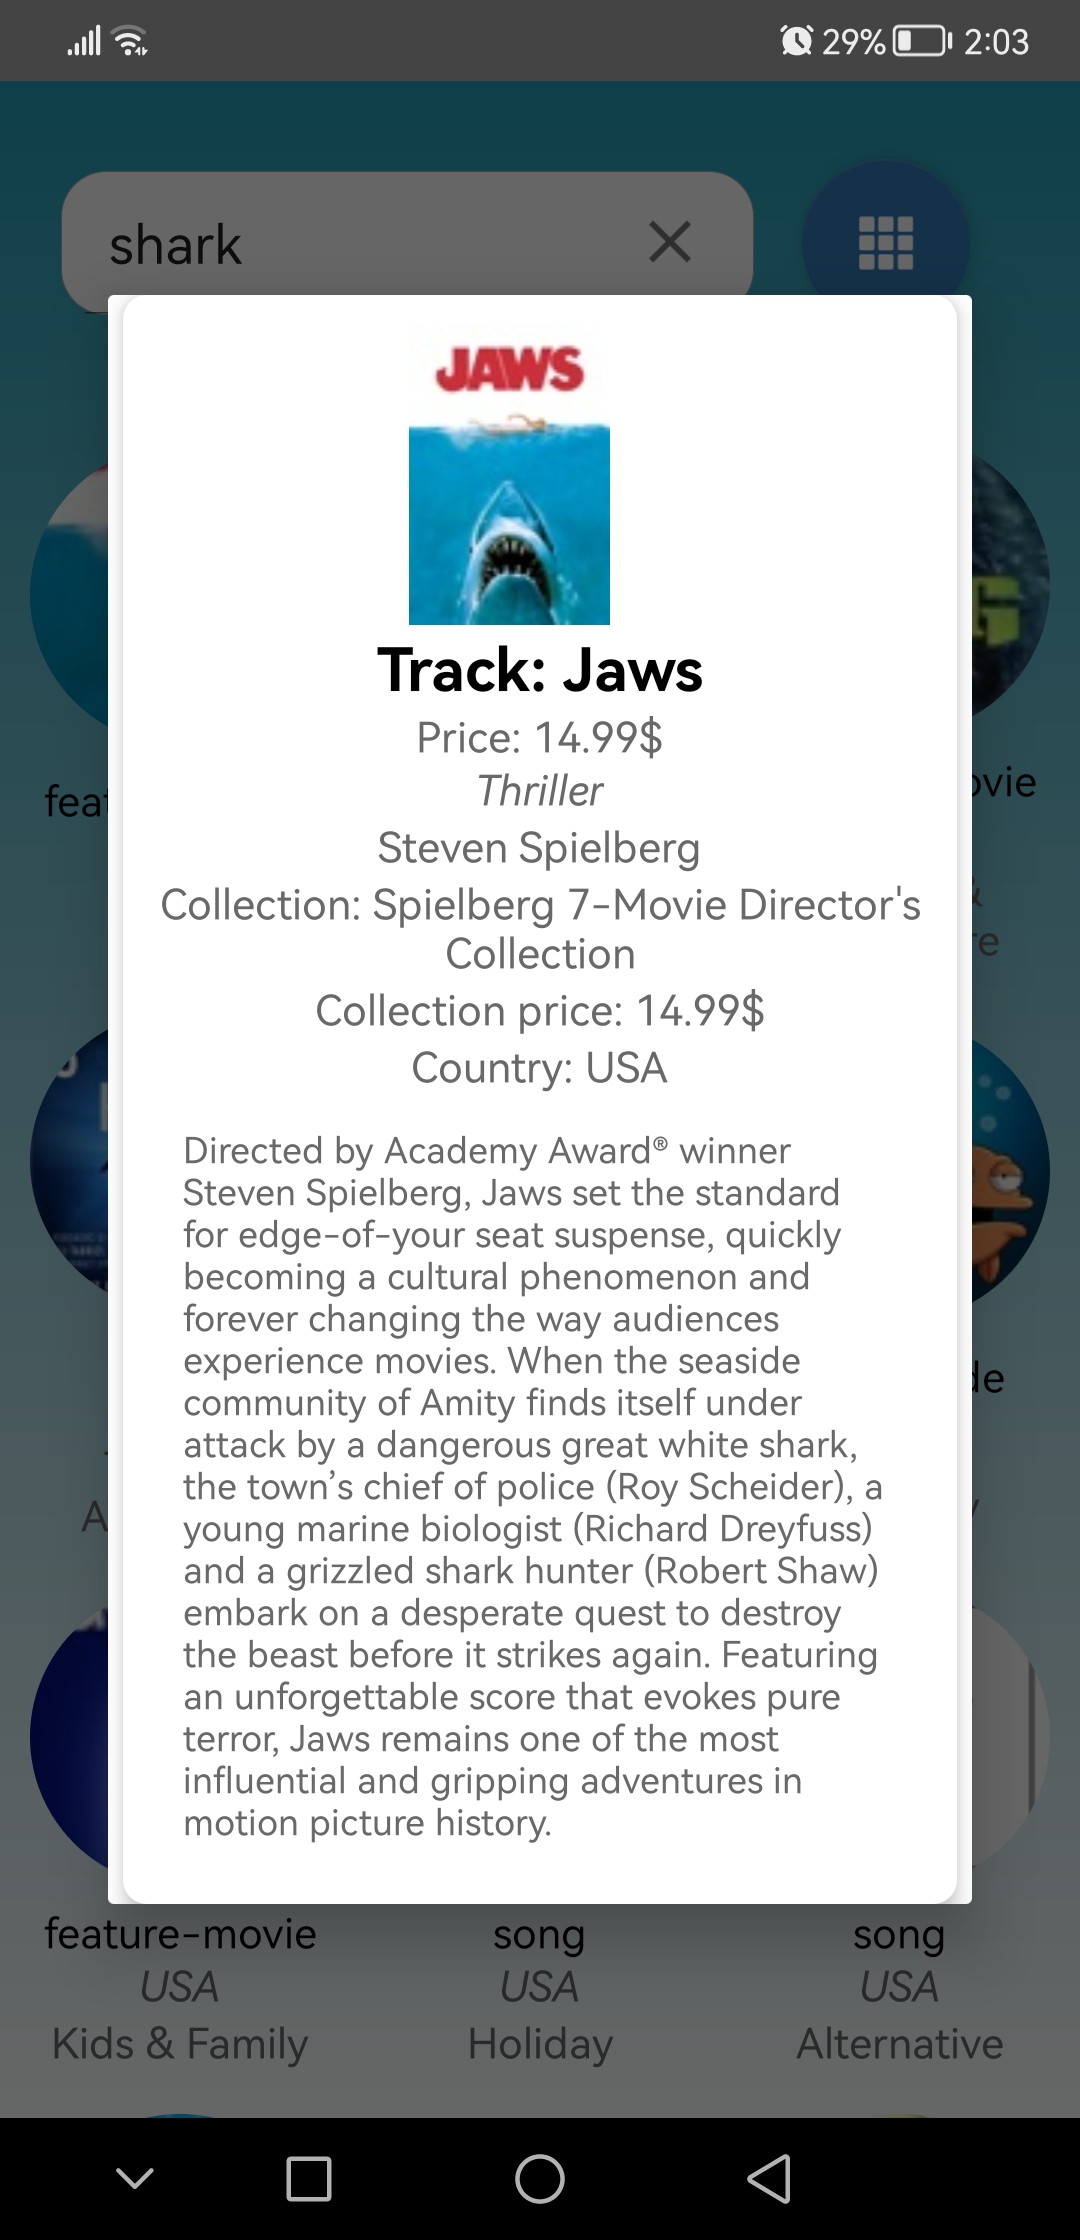 29% 2:03
shark
JAWS
Track: Jaws
Price: 14.99$
Thriller
Steven Spielberg
Collection: Spielberg 7-Movie Director's
Collection
Collection price: 14.99$
Country: USA
Directed by Academy Award® winner
Steven Spielberg, Jaws set the standard
for edge-of-your seat suspense, quickly
becoming a cultural phenomenon and
forever changing the way audiences
experience movies. When the seaside
community of Amity finds itself under
attack by a dangerous great white shark,
the town’s chief of police (Roy Scheider), a
young marine biologist (Richard Dreyfuss)
and a grizzled shark hunter (Robert Shaw)
embark on a desperate quest to destroy
the beast before it strikes again. Featuring
an unforgettable score that evokes pure
terror, Jaws remains one of the most
influential and gripping adventures in
motion picture history.
feature-movie song song
USA USA USA
Kids & Family Holiday Alternative